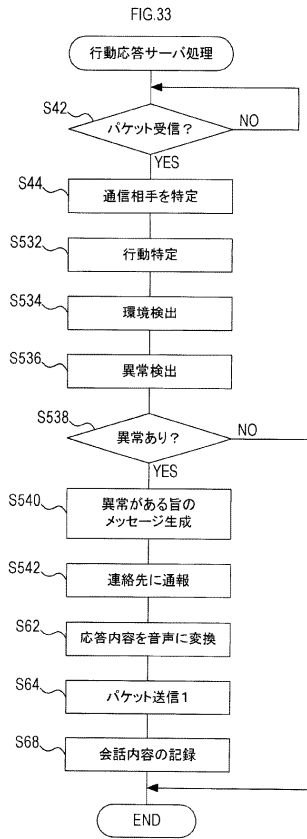 FIG.33
行動応答サーバ処理
S42
パケット受信?
NO
YES
S44
通信相手を特定
S532
行動特定
S534
環境検出
S536
異常検出
S538
異常あり?
NO
YES
S540
異常がある旨の
メッセージ生成
S542
連絡先に通報
S62
応答内容を音声に変換
S64
パケット送信1
S68
会話内容の記録
END